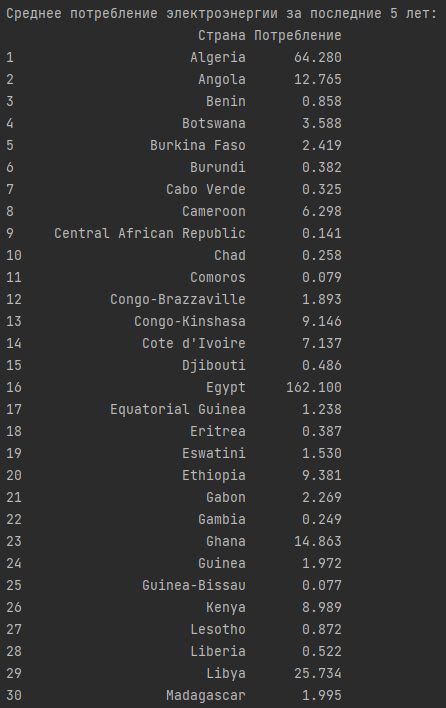 Среднее потребление электроэнергии за последние 5 лет:
Страна Потребление
1 Algeria 64.280
2 Angola 12.765
3 Benin 0.858
4 Botswana 3.588
5 Burkina Faso 2.419
6 Burundi 0.382
7 Cabo Verde 0.325
8 Cameroon 6.298
9 Central African Republic 0.141
10 Chad 0.258
11 Comoros 0.079
12 Congo-Brazzaville 1.893
13 Congo-Kinshasa 9.146
14 Cote d'Ivoire 7.137
15 Djibouti 0.486
16 Egypt 162.100
17 Equatorial Guinea 1.238
18 Eritrea 0.387
19 Eswatini 1.530
20 Ethiopia 9.381
21 Gabon 2.269
22 Gambia 0.249
23 Ghana 14.863
24 Guinea 1.972
25 Guinea-Bissau 0.077
26 Kenya 8.989
27 Lesotho 0.872
28 Liberia 0.522
29 Libya 25.734
30 Madagascar 1.995